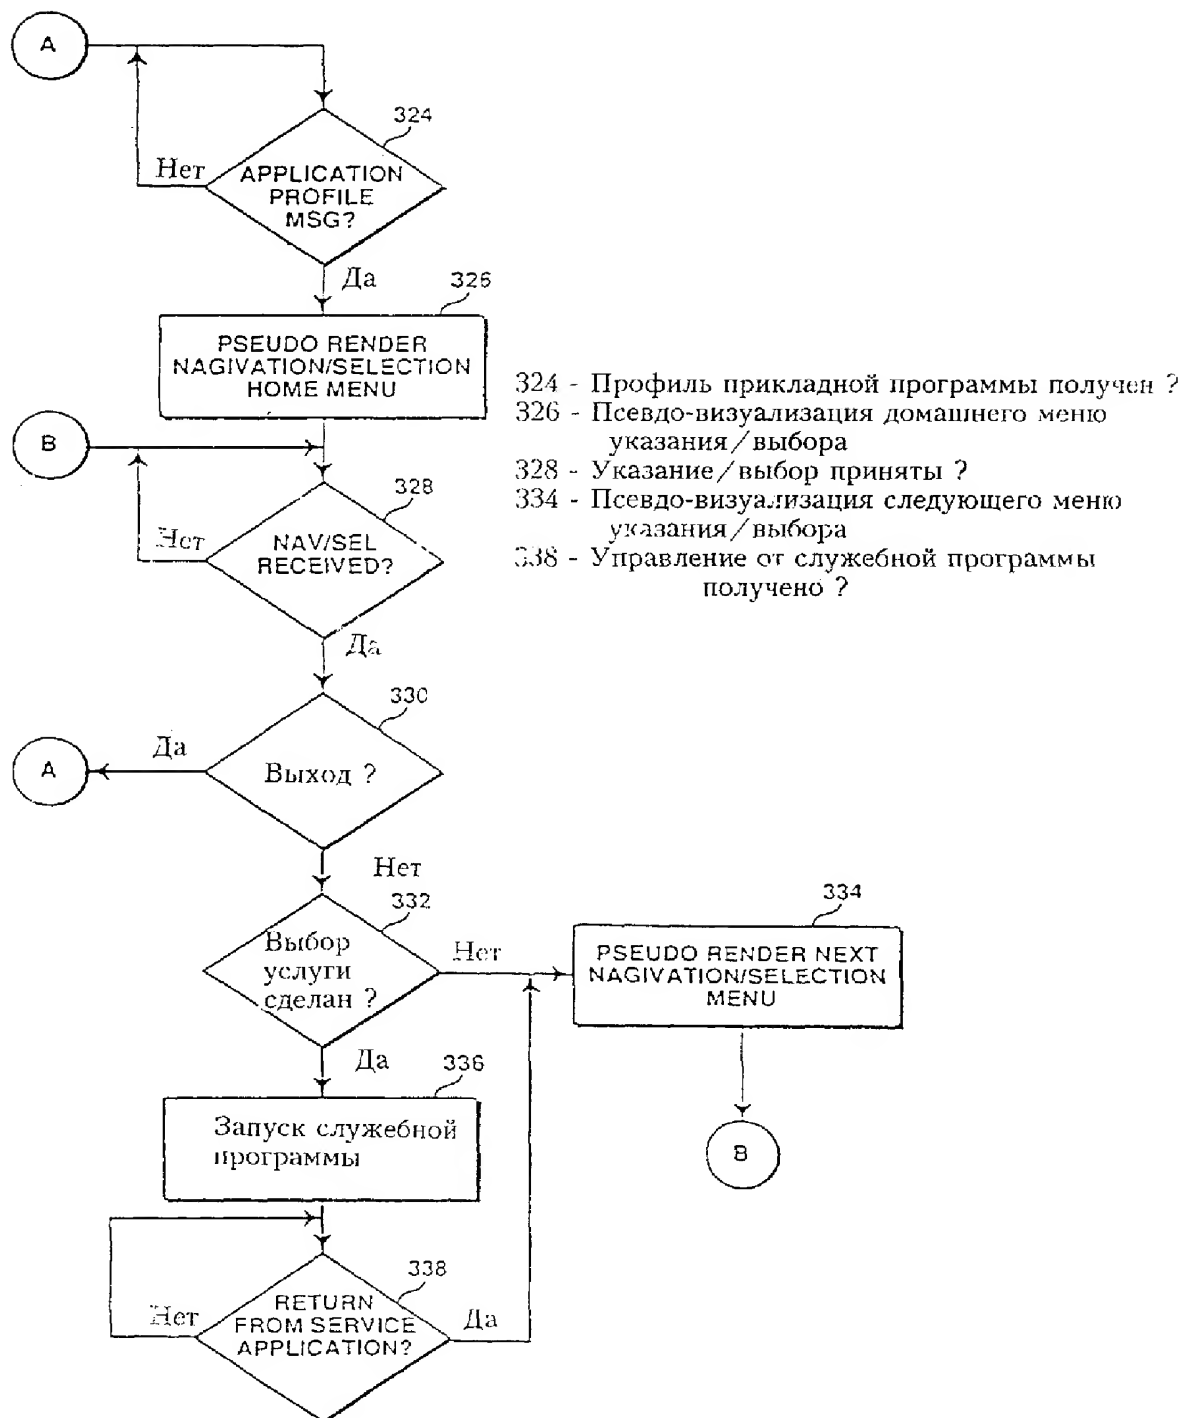 A
324
Нет
APPLICATION
PROFILE
MSG?
Да
326
PSEUDO RENDER
NAGIVATION/SELECTION
HOME MENU
324 - Профиль прикладной программы получен ?
326 - Псевдо-визуализация домашнего меню
указания/выбора
328 - Указание/выбор приняты ?
334 - Псевдо-визуализация следующего меню
указания/выбора
338 - Управление от служебной программы
получено ?
B
328
Нет
NAV/SEL
RECEIVED?
Да
330
A
Да
Выход ?
Нет
332
Выбор
услуги
сделан ?
Нет
334
PSEUDO RENDER NEXT
NAGIVATION/SELECTION
MENU
Да
336
Запуск служебной
программы
B
338
Нет
RETURN
FROM SERVICE
APPLICATION?
Да